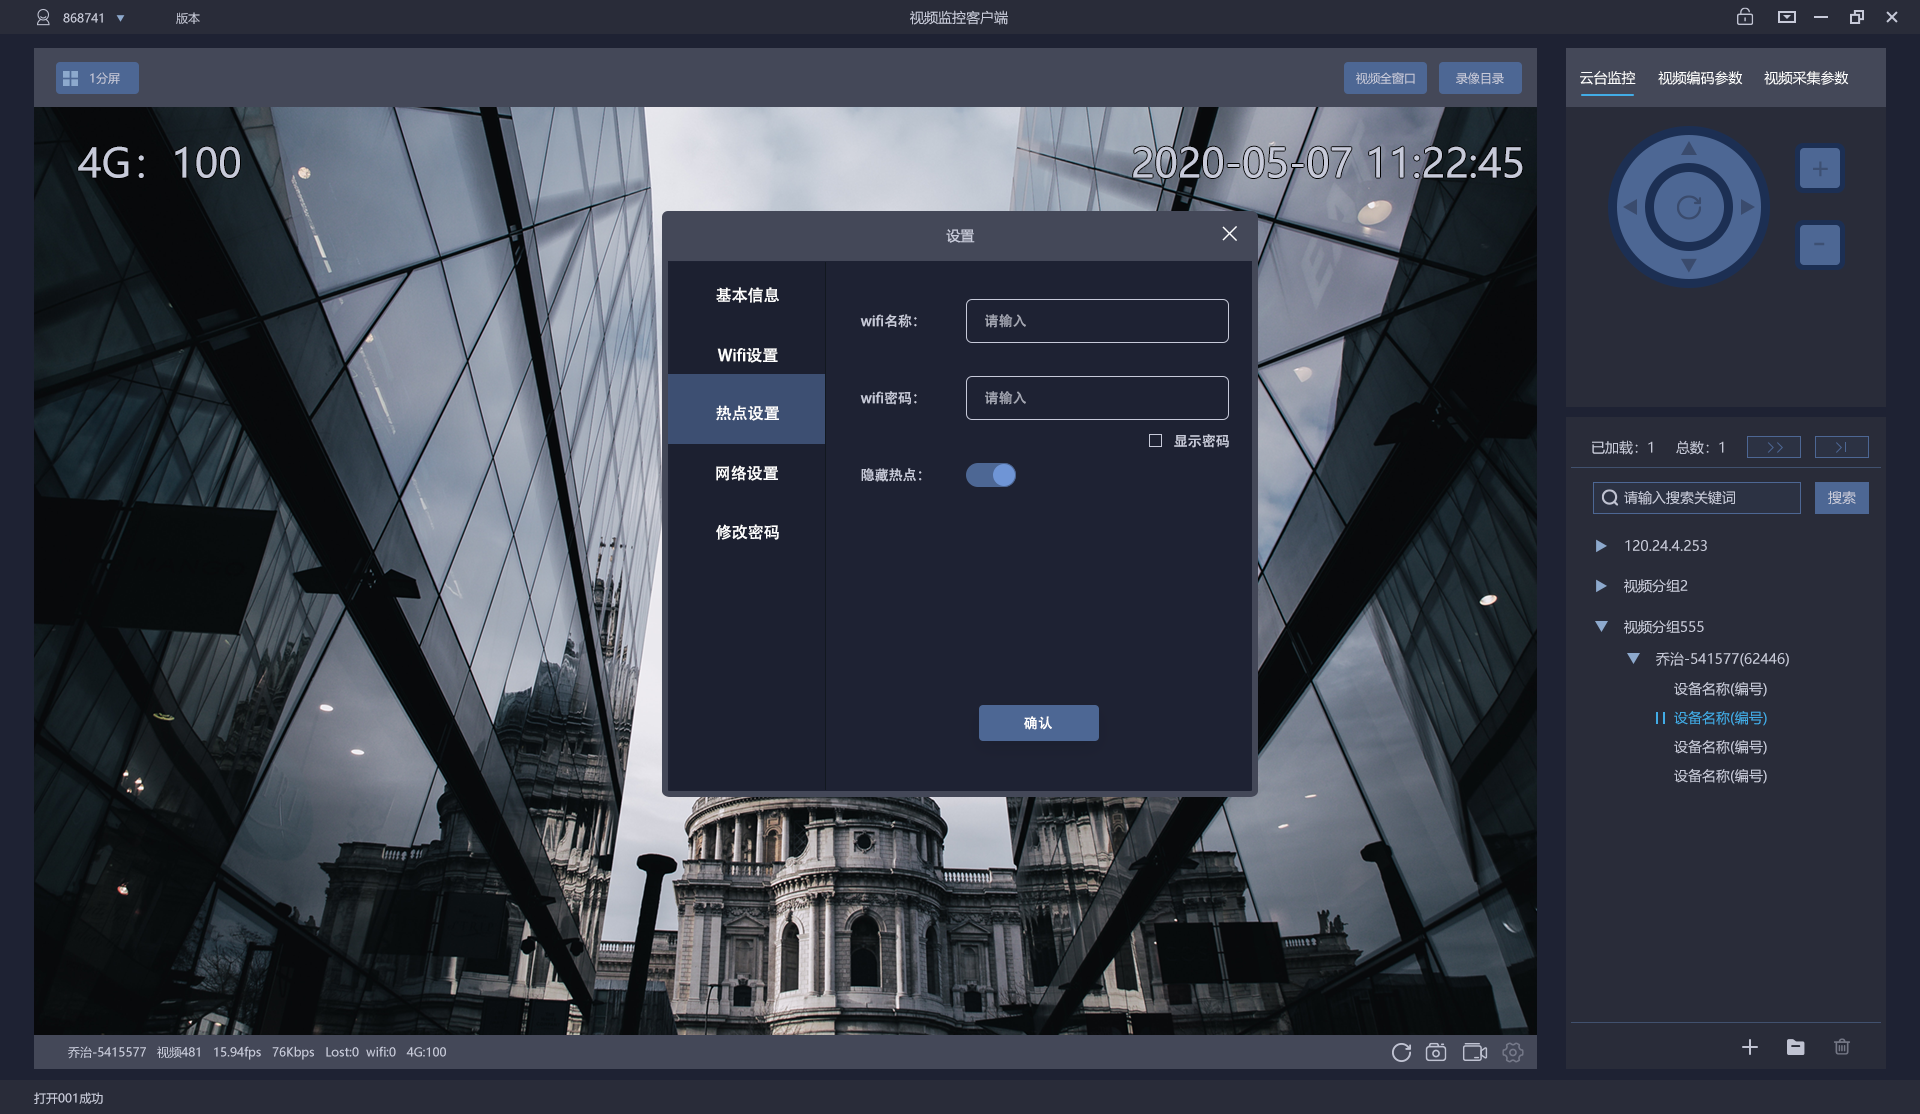 868741 版本 视频监控客户端
1分屏 视频全窗口 录像目录
云台监控 视频编码参数 视频采集参数
4G：100 2020-05-07 11:22:45
+
-
设置
基本信息
Wifi设置
热点设置
网络设置
修改密码
wifi名称： 请输入
wifi密码： 请输入
显示密码
隐藏热点：
确认
已加载：1 总数：1 >> >|
请输入搜索关键词 搜索
120.24.4.253
视频分组2
视频分组555
乔治-541577(62446)
设备名称(编号)
设备名称(编号)
设备名称(编号)
设备名称(编号)
乔治-5415577 视频481 15.94fps 76Kbps Lost:0 wifi:0 4G:100
打开001成功